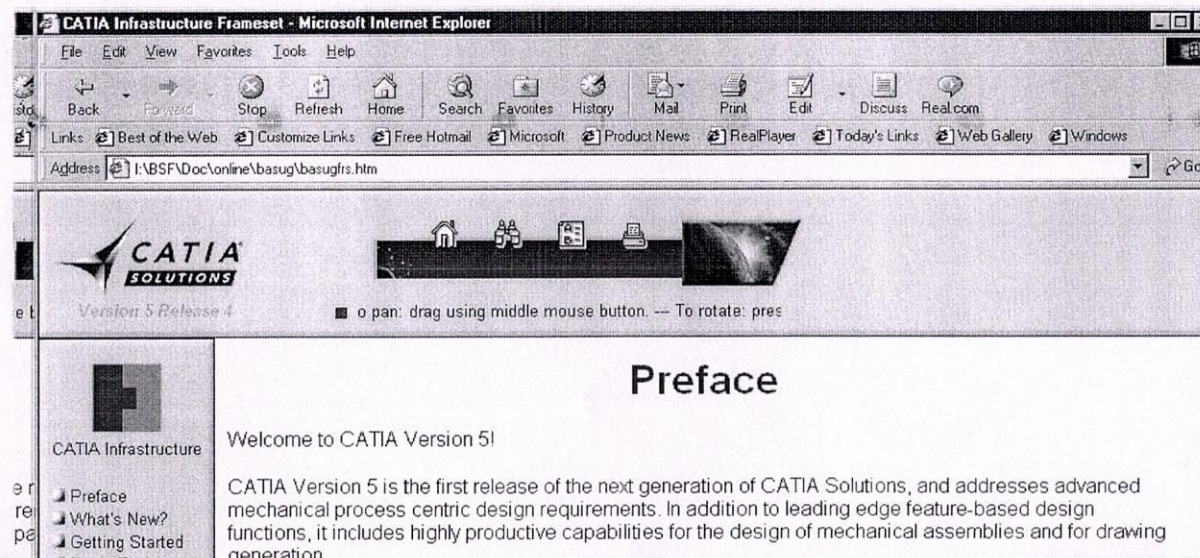 CATIA Infrastructure Frameset - Microsoft Internet Explorer
File Edit View Favorites Tools Help
Back Forward Stop Refresh Home Search Favorites History Mail Print Edit Discuss Real.com
Links Best of the Web Customize Links Free Hotmail Microsoft Product News RealPlayer Today's Links Web Gallery Windows
Address I:\BSF\Doc\online\basug\basugfrs.htm Go
CATIA
SOLUTIONS
Version 5 Release 4
o pan: drag using middle mouse button. --- To rotate: pres
CATIA Infrastructure
Preface
What's New?
Getting Started
Preface
Welcome to CATIA Version 5!
CATIA Version 5 is the first release of the next generation of CATIA Solutions, and addresses advanced
mechanical process centric design requirements. In addition to leading edge feature-based design
functions, it includes highly productive capabilities for the design of mechanical assemblies and for drawing
generation